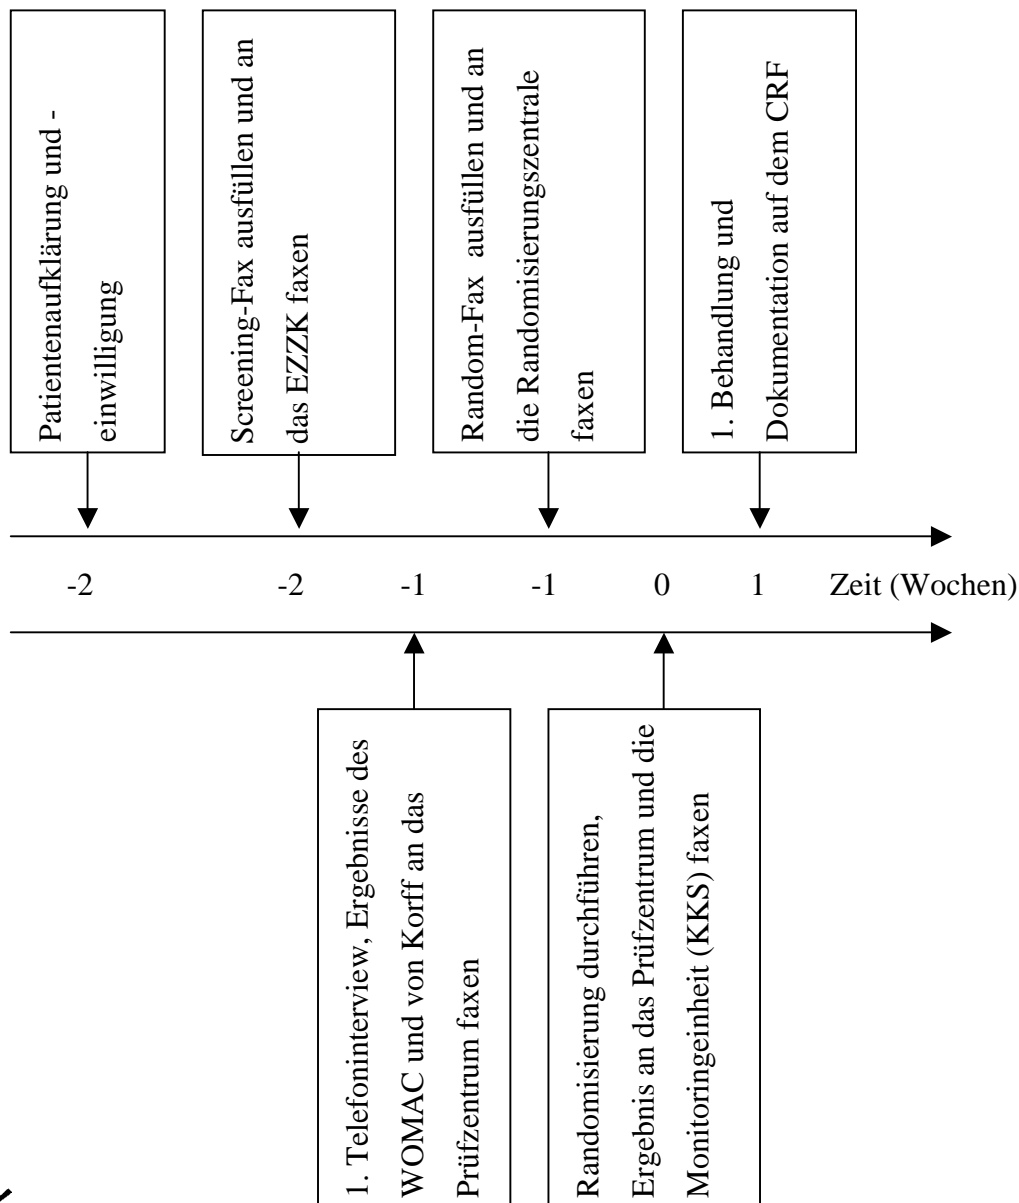 Patientenaufklärung und -
einwilligung
Screening-Fax ausfüllen und an
das EZZK faxen
Random-Fax ausfüllen und an
die Randomisierungszentrale
faxen
1. Behandlung und
Dokumentation auf dem CRF
-2 -2 -1 -1 0 1 Zeit (Wochen)
1. Telefoninterview, Ergebnisse des
WOMAC und von Korff an das
Prüfzentrum faxen
Randomisierung durchführen,
Ergebnis an das Prüfzentrum und die
Monitoringeinheit (KKS) faxen